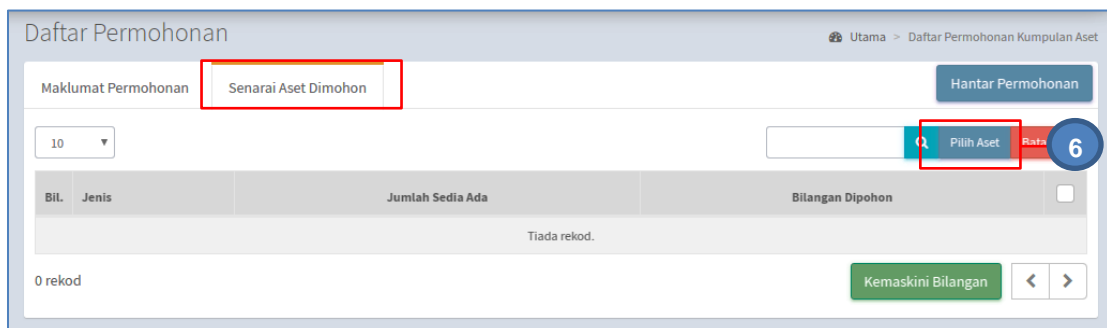 Daftar Permohonan
Utama > Daftar Permohonan Kumpulan Aset
Maklumat Permohonan Senarai Aset Dimohon Hantar Permohonan
10 Pilih Aset 6
Bil. Jenis Jumlah Sedia Ada Bilangan Dipohon
Tiada rekod.
0 rekod Kemaskini Bilangan